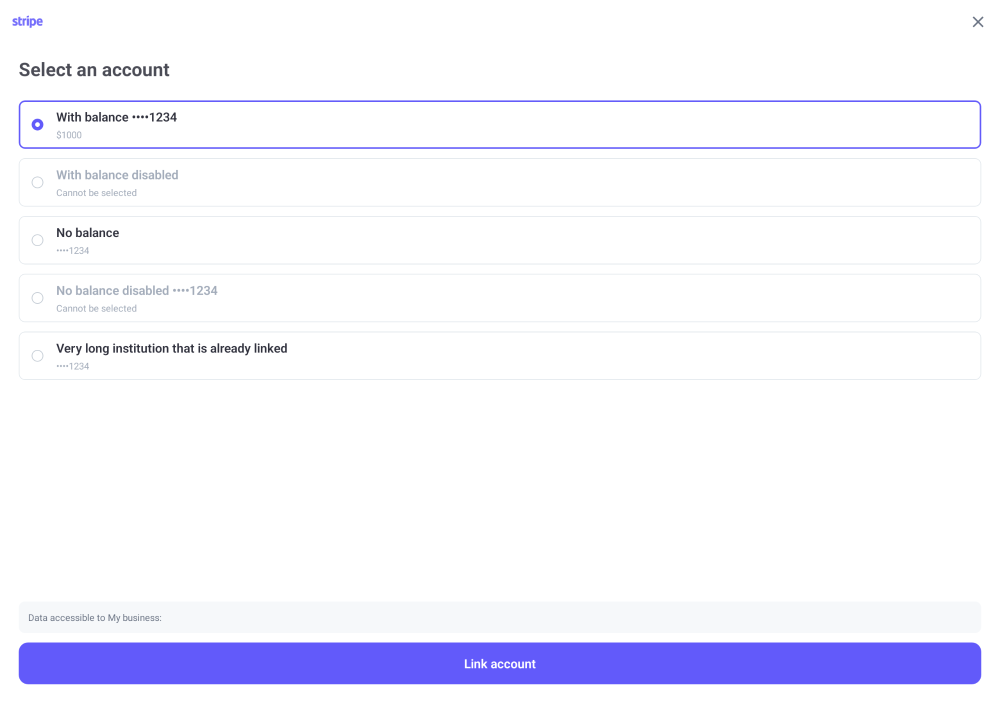 stripe
Select an account
With balance ••••1234
$1000
With balance disabled
Cannot be selected
No balance
••••1234
No balance disabled ••••1234
Cannot be selected
Very long institution that is already linked
••••1234
Data accessible to My business:
Link account